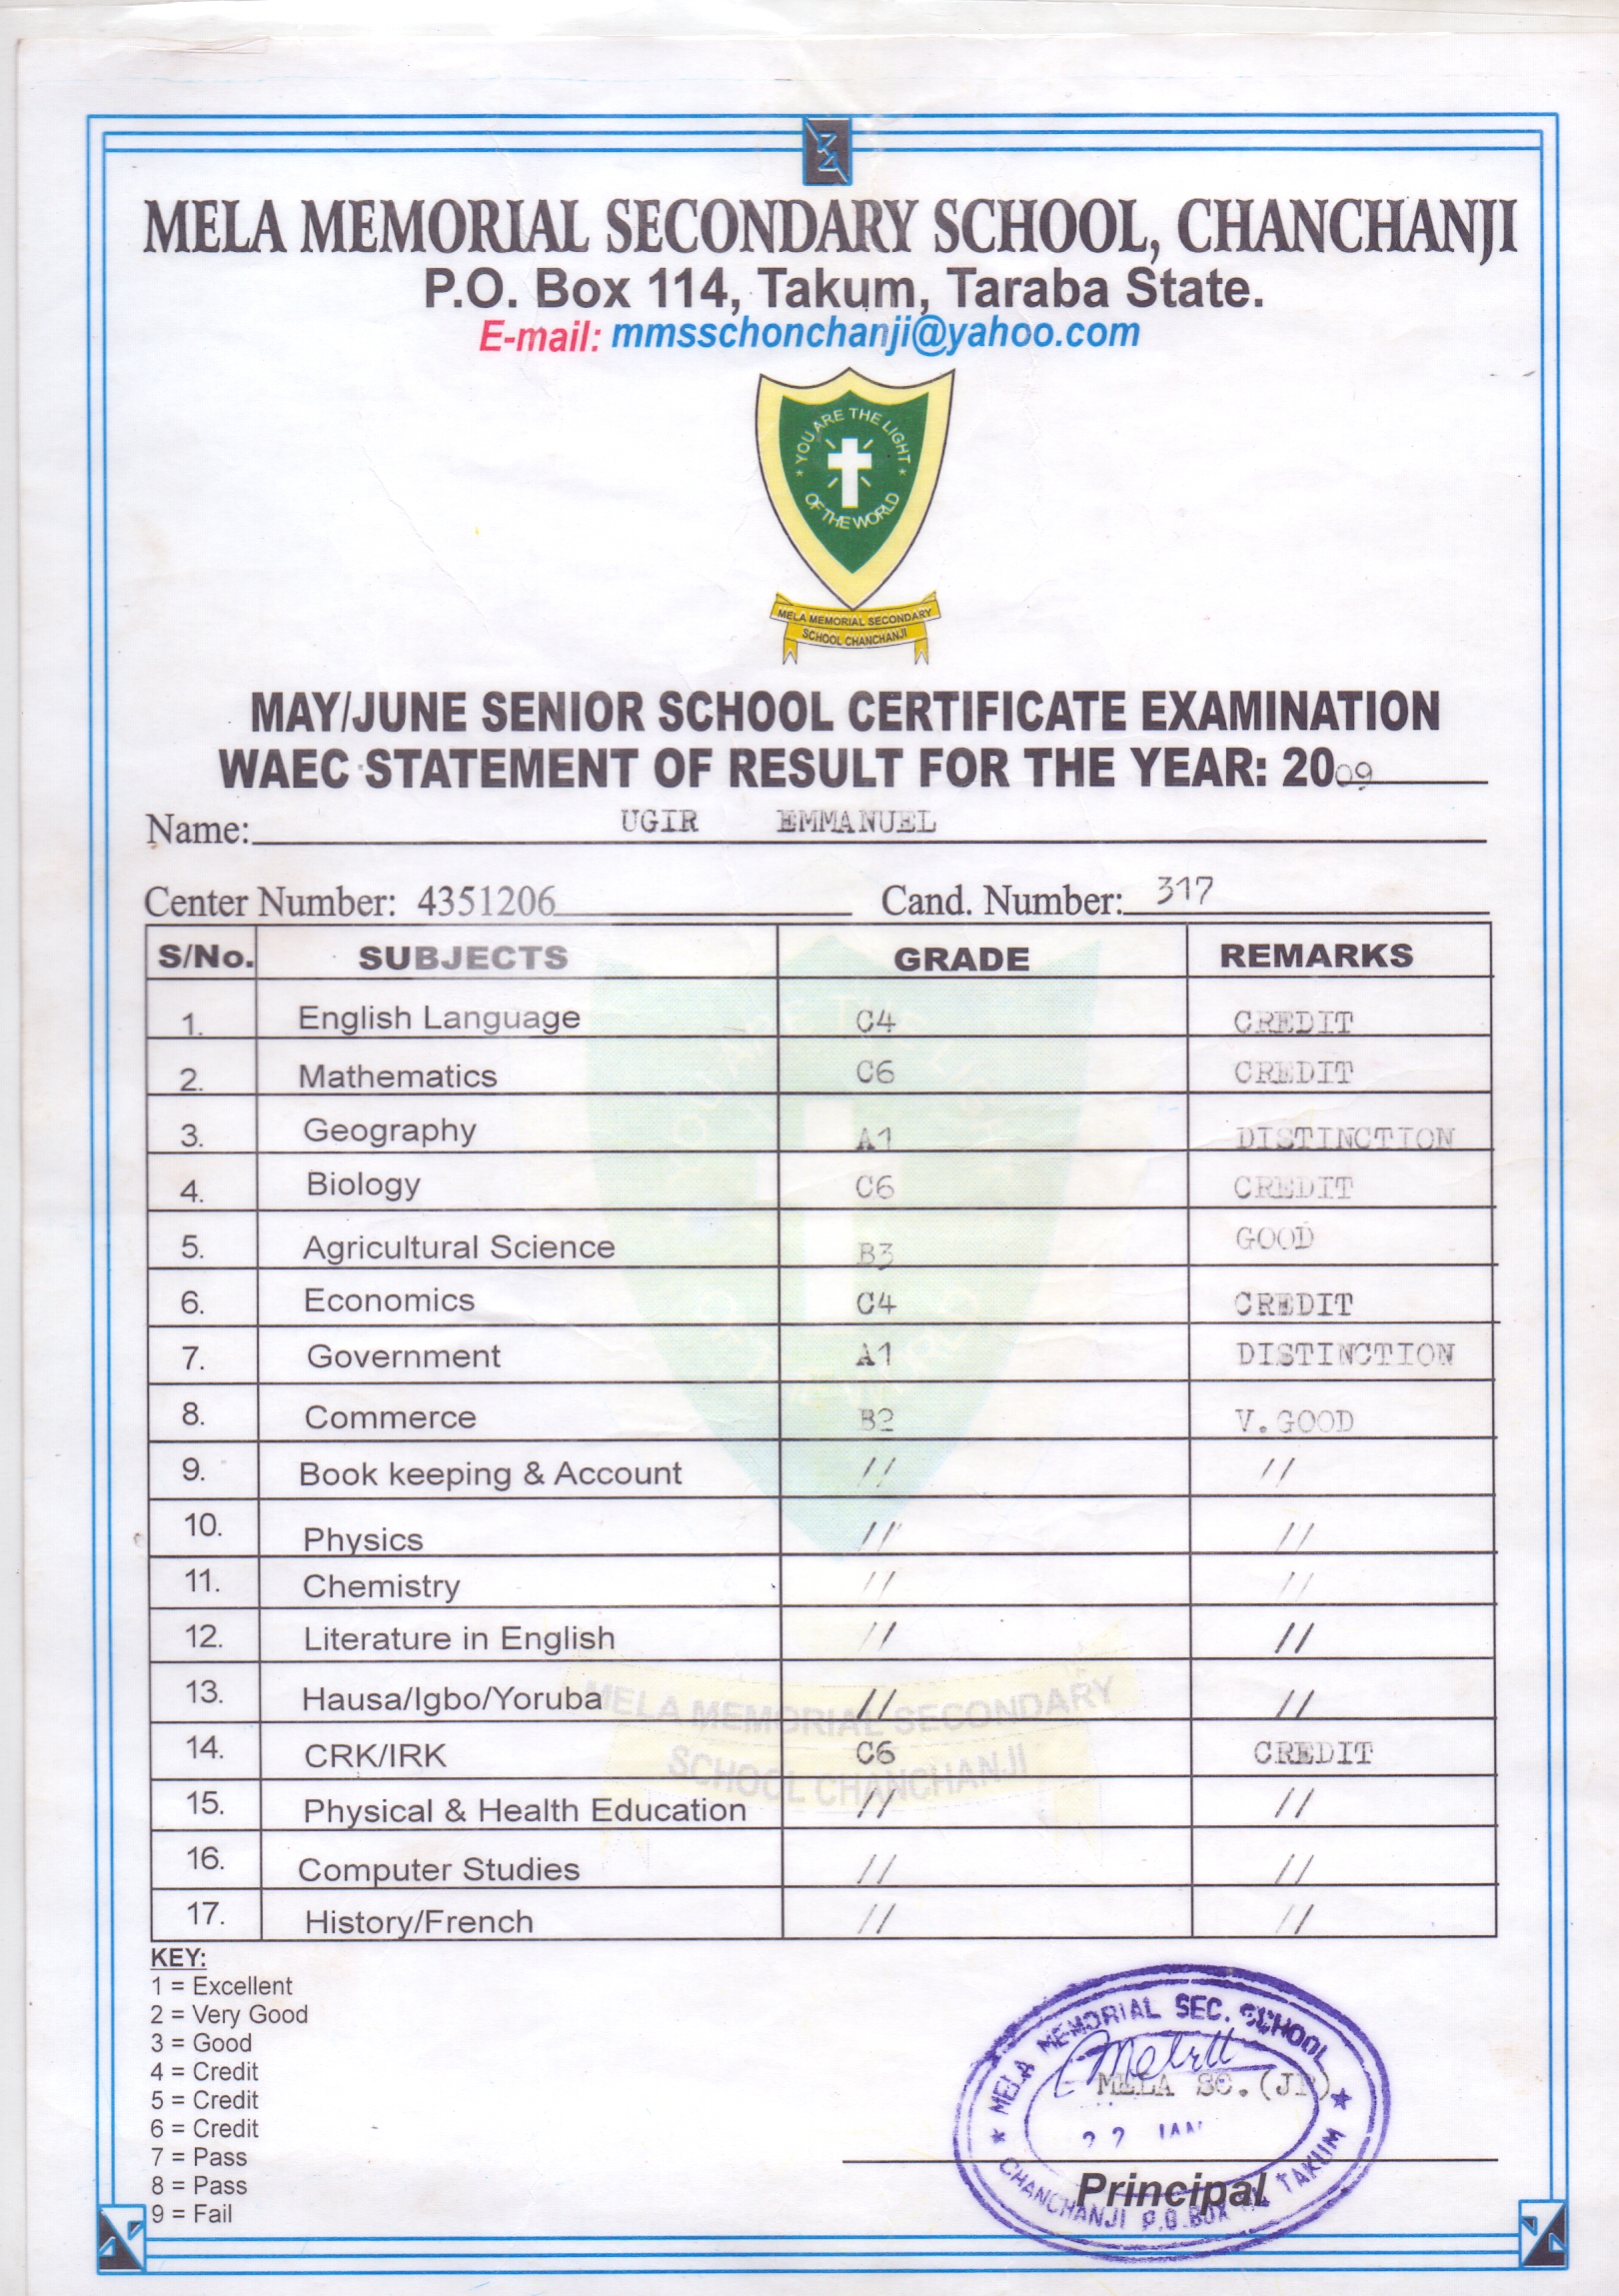 MELA MEMORIAL SECONDARY SCHOOL, CHANCHANJI
P.O. Box 114, Takum, Taraba State.
E-mail: mmsschonchanji@yahoo.com
YOU ARE THE LIGHT
OF THE WORLD
MELA MEMORIAL SECONDARY
SCHOOL CHANCHANJI
MAY/JUNE SENIOR SCHOOL CERTIFICATE EXAMINATION
WAEC STATEMENT OF RESULT FOR THE YEAR: 2009
Name: UGIR EMMANUEL
Center Number: 4351206 Cand. Number: 317
S/No. SUBJECTS GRADE REMARKS
1. English Language C4 CREDIT
2. Mathematics C6 CREDIT
3. Geography A1 DISTINCTION
4. Biology C6 CREDIT
5. Agricultural Science B3 GOOD
6. Economics C4 CREDIT
7. Government A1 DISTINCTION
8. Commerce B2 V.GOOD
9. Book keeping & Account // //
10. Physics // //
11. Chemistry // //
12. Literature in English // //
13. Hausa/Igbo/Yoruba // //
14. CRK/IRK C6 CREDIT
15. Physical & Health Education // //
16. Computer Studies // //
17. History/French // //
MELA MEMORIAL SECONDARY
SCHOOL CHANCHANJI
KEY:
1 = Excellent
2 = Very Good
3 = Good
4 = Credit
5 = Credit
6 = Credit
7 = Pass
8 = Pass
9 = Fail
MELA MEMORIAL SEC. SCHOOL
MELA SC.(JP)
22 JAN
CHANCHANJI P.O. BOX TAKUM
Principal